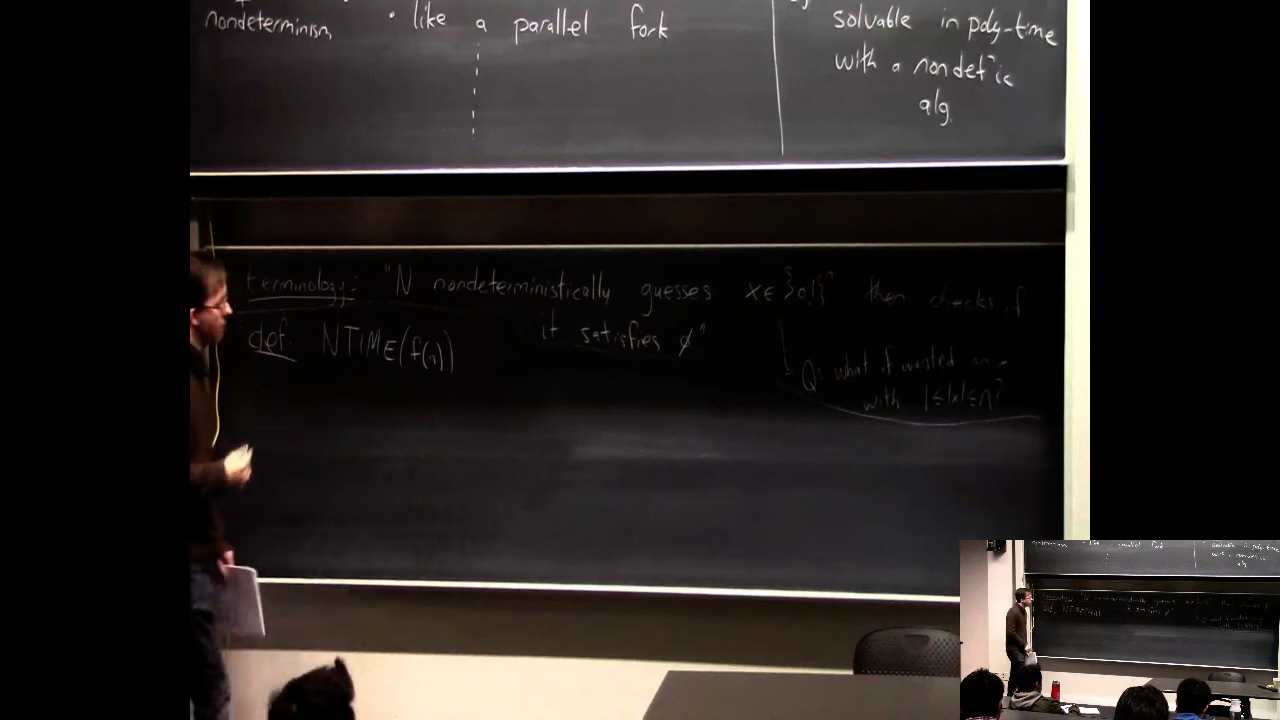 nondeterminism • like a parallel fork
solvable in poly-time
with a nondet'ic
alg.
terminology: "N nondeterministically guesses x ∈ {0,1}ⁿ then checks if
it satisfies φ"
def. NTIME(f(n))
Q: what if wanted
with 1≤|x|≤n?